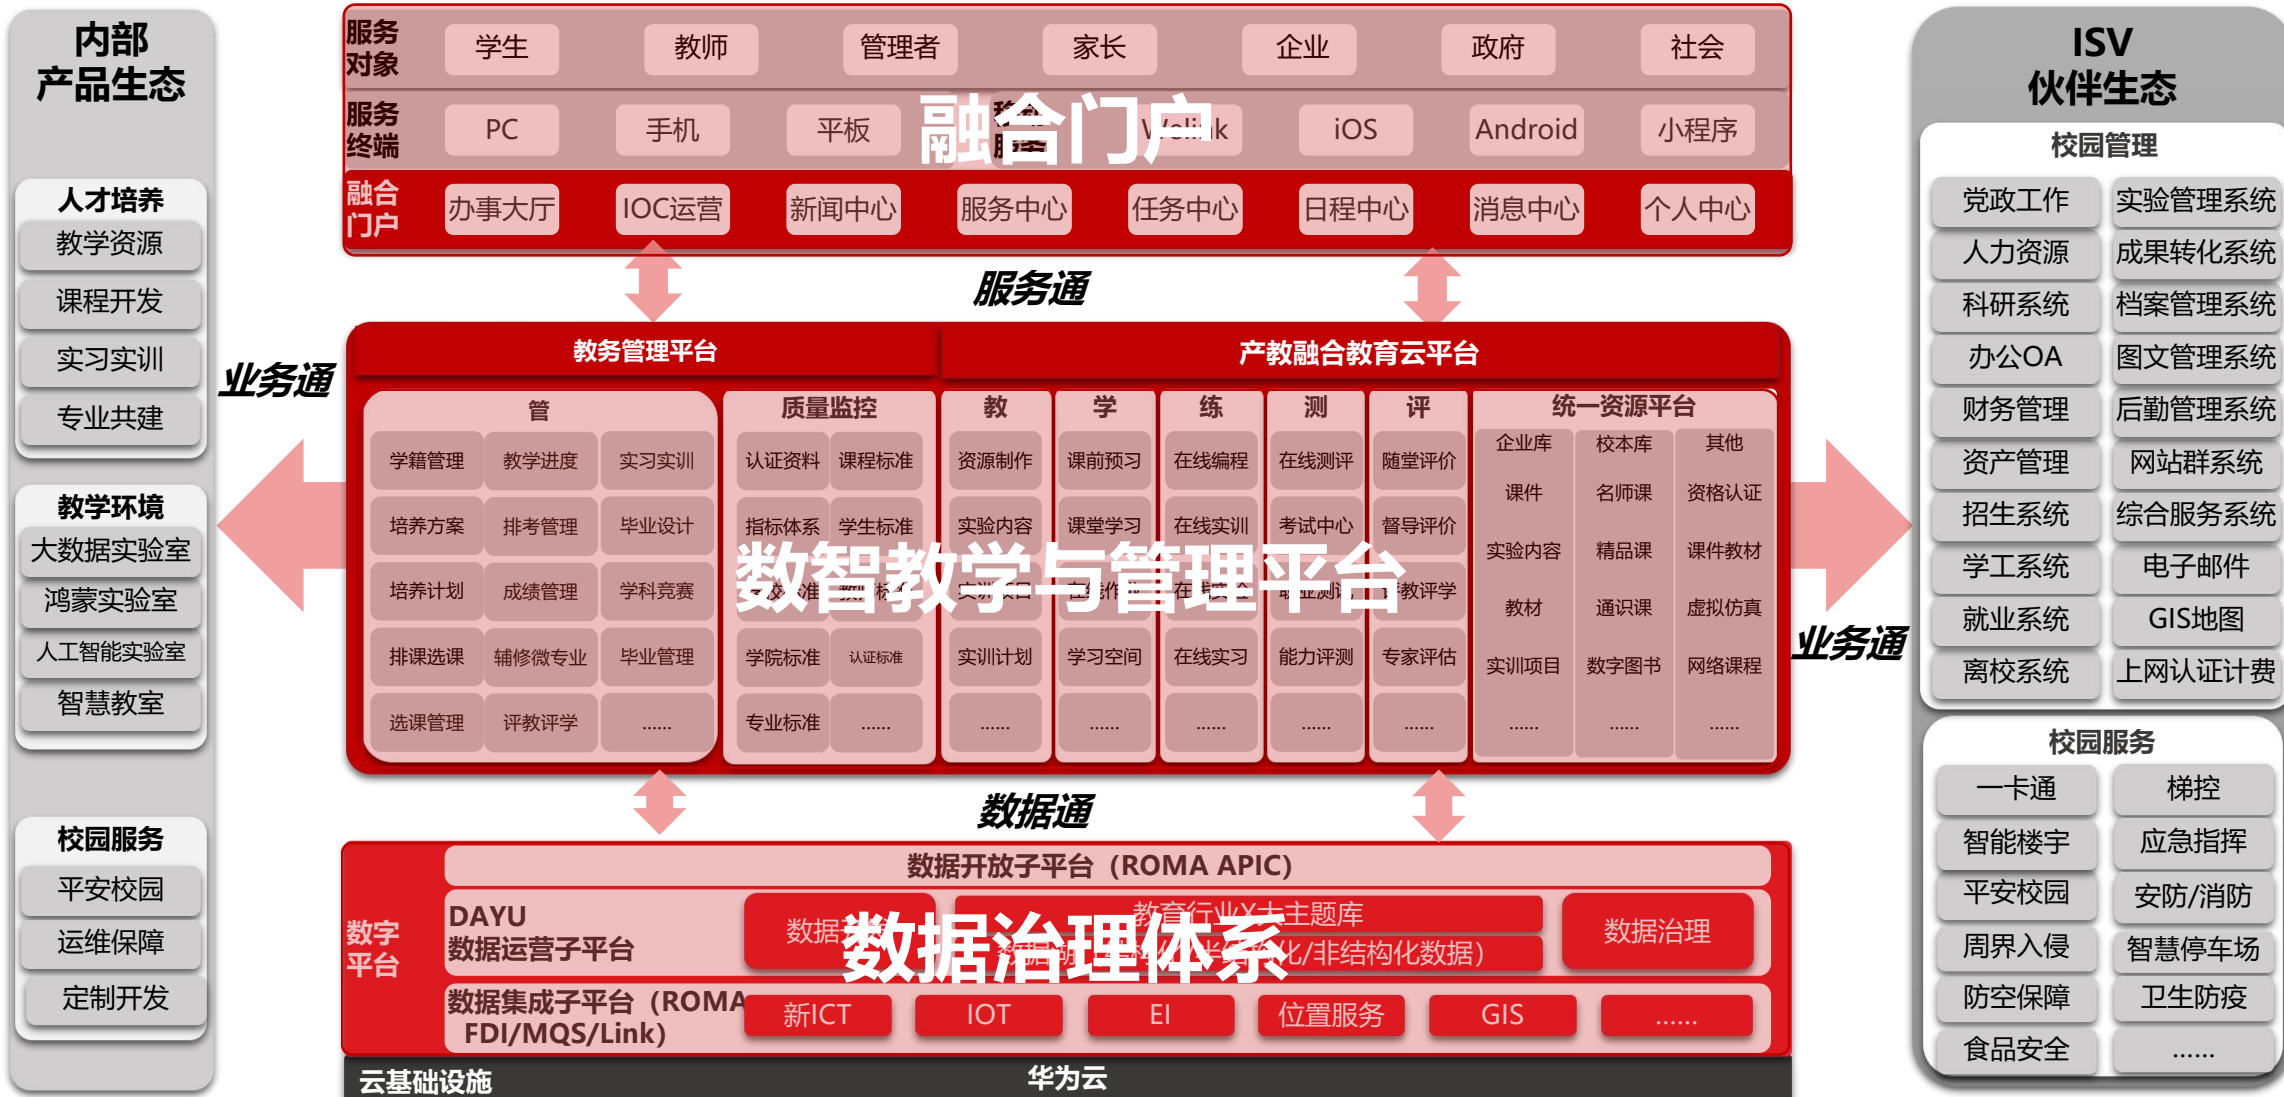 内部
产品生态
人才培养
教学资源
课程开发
实习实训
专业共建
教学环境
大数据实验室
鸿蒙实验室
人工智能实验室
智慧教室
校园服务
平安校园
运维保障
定制开发
业务通
服务
对象
学生 教师 管理者 家长 企业 政府 社会
服务
终端
PC 手机 平板 Welink iOS Android 小程序
融合门户
融合
门户
办事大厅 IOC运营 新闻中心 服务中心 任务中心 日程中心 消息中心 个人中心
服务通
教务管理平台 产教融合教育云平台
管 质量监控 教 学 练 测 评 统一资源平台
企业库 校本库 其他
学籍管理 教学进度 实习实训 认证资料 课程标准 资源制作 课前预习 在线编程 在线测评 随堂评价
课件 名师课 资格认证
培养方案 排考管理 毕业设计 指标体系 学生标准 实验内容 课堂学习 在线实训 考试中心 督导评价
实验内容 精品课 课件教材
数智教学与管理平台
培养计划 成绩管理 学科竞赛
教材 通识课 虚拟仿真
排课选课 辅修微专业 毕业管理 学院标准 认证标准 实训计划 学习空间 在线实习 能力评测 专家评估
实训项目 数字图书 网络课程
选课管理 评教评学 …… 专业标准 …… …… …… …… …… …… …… …… ……
数据通
数字
平台
数据开放子平台（ROMA APIC）
DAYU
数据运营子平台
教育行业X大主题库
数据治理
数据治理体系
数据集成子平台（ROMA
FDI/MQS/Link）
新ICT IOT EI 位置服务 GIS ……
云基础设施 华为云
业务通
ISV
伙伴生态
校园管理
党政工作 实验管理系统
人力资源 成果转化系统
科研系统 档案管理系统
办公OA 图文管理系统
财务管理 后勤管理系统
资产管理 网站群系统
招生系统 综合服务系统
学工系统 电子邮件
就业系统 GIS地图
离校系统 上网认证计费
校园服务
一卡通 梯控
智能楼宇 应急指挥
平安校园 安防/消防
周界入侵 智慧停车场
防空保障 卫生防疫
食品安全 ……